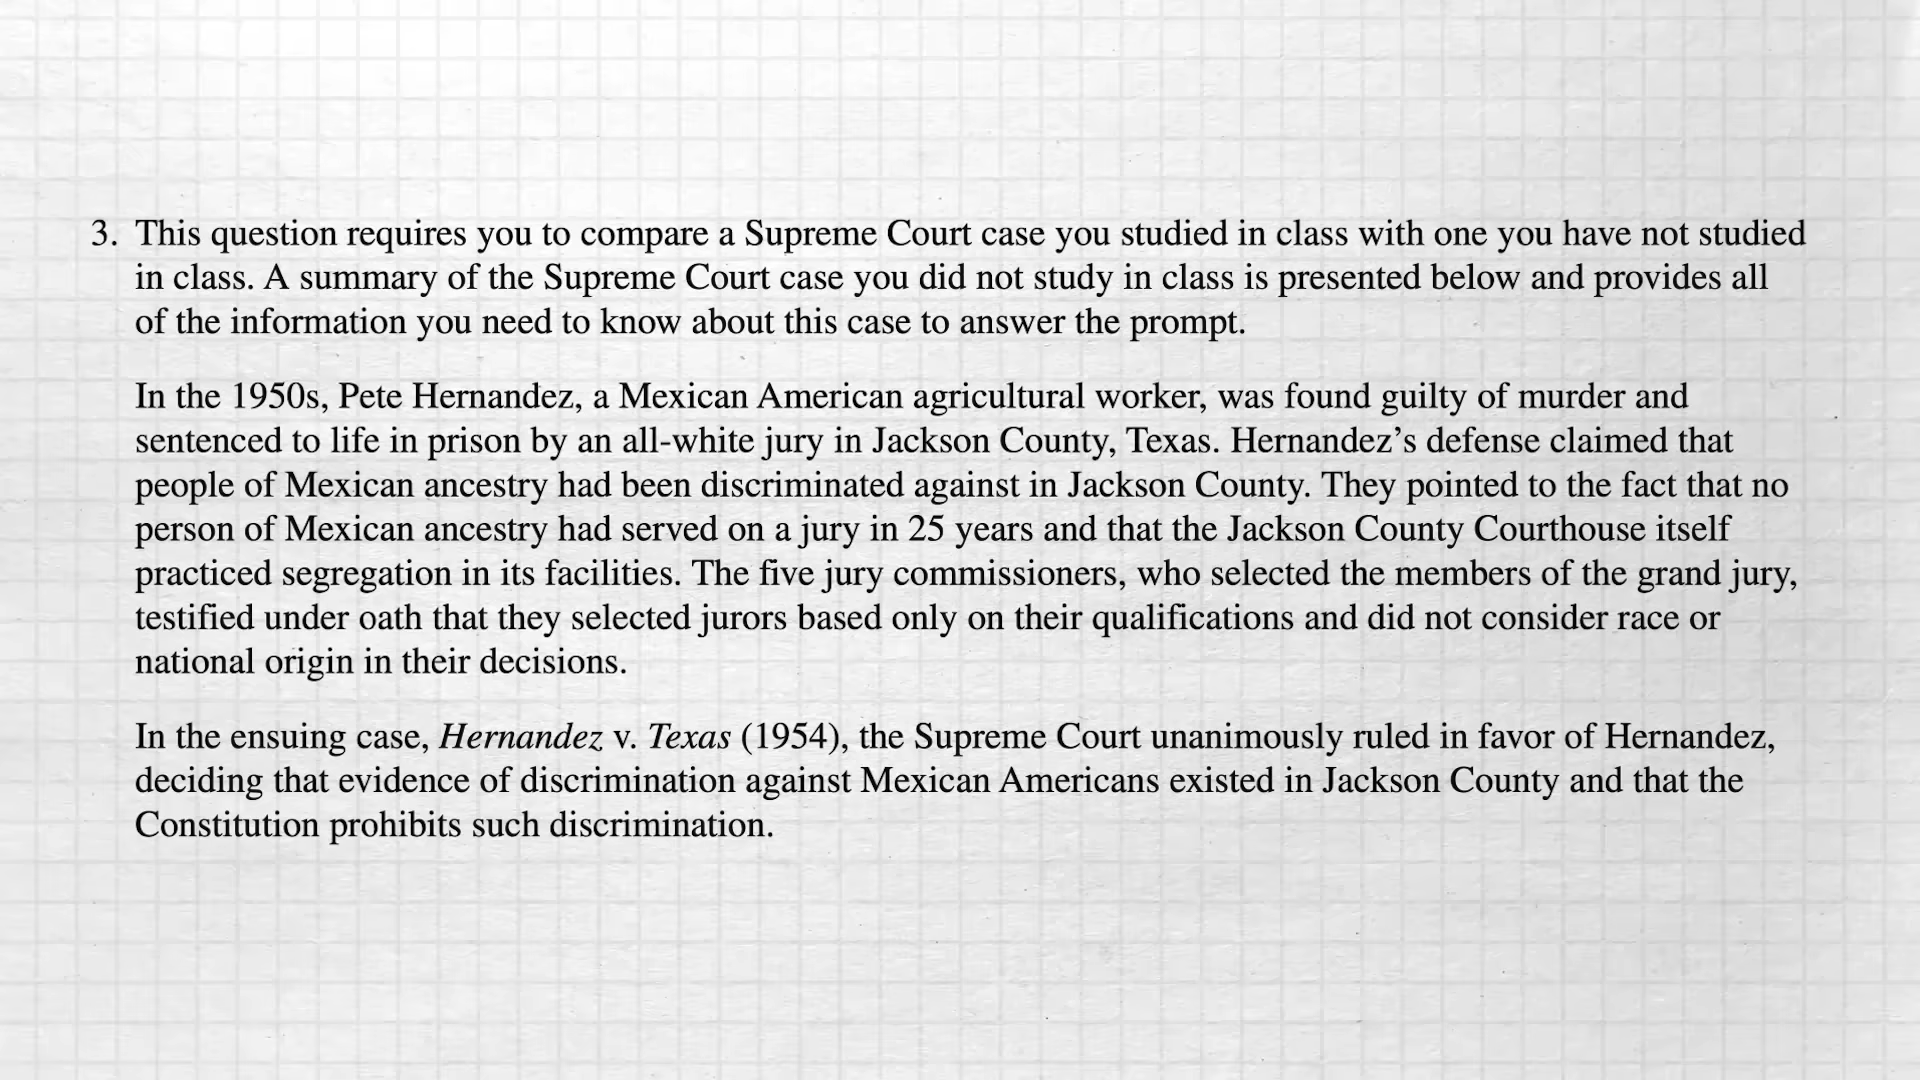 3. This question requires you to compare a Supreme Court case you studied in class with one you have not studied
in class. A summary of the Supreme Court case you did not study in class is presented below and provides all
of the information you need to know about this case to answer the prompt.
In the 1950s, Pete Hernandez, a Mexican American agricultural worker, was found guilty of murder and
sentenced to life in prison by an all-white jury in Jackson County, Texas. Hernandez’s defense claimed that
people of Mexican ancestry had been discriminated against in Jackson County. They pointed to the fact that no
person of Mexican ancestry had served on a jury in 25 years and that the Jackson County Courthouse itself
practiced segregation in its facilities. The five jury commissioners, who selected the members of the grand jury,
testified under oath that they selected jurors based only on their qualifications and did not consider race or
national origin in their decisions.
In the ensuing case, Hernandez v. Texas (1954), the Supreme Court unanimously ruled in favor of Hernandez,
deciding that evidence of discrimination against Mexican Americans existed in Jackson County and that the
Constitution prohibits such discrimination.